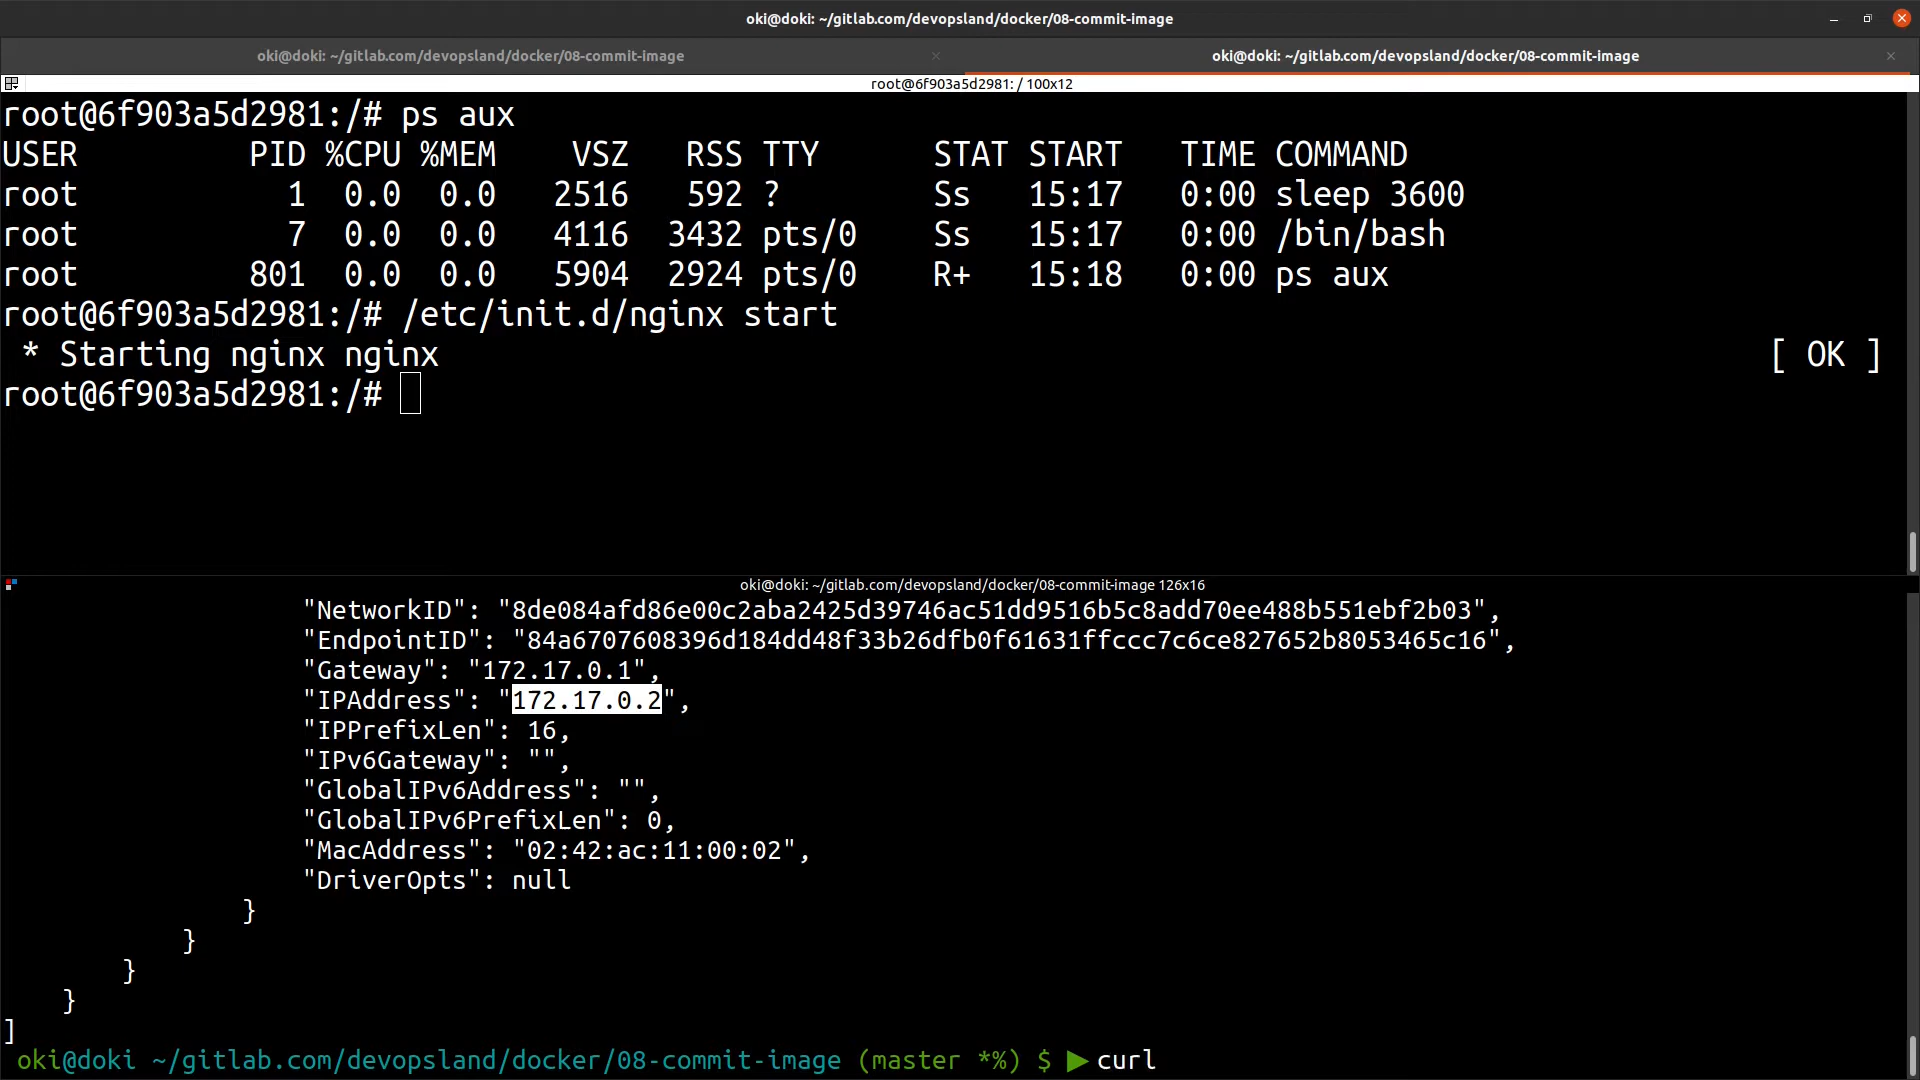 oki@doki: ~/gitlab.com/devopsland/docker/08-commit-image
oki@doki: ~/gitlab.com/devopsland/docker/08-commit-image
oki@doki: ~/gitlab.com/devopsland/docker/08-commit-image
root@6f903a5d2981: / 100x12
root@6f903a5d2981:/# ps aux
USER         PID %CPU %MEM    VSZ   RSS TTY      STAT START   TIME COMMAND
root           1  0.0  0.0   2516   592 ?        Ss   15:17   0:00 sleep 3600
root           7  0.0  0.0   4116  3432 pts/0    Ss   15:17   0:00 /bin/bash
root         801  0.0  0.0   5904  2924 pts/0    R+   15:18   0:00 ps aux
root@6f903a5d2981:/# /etc/init.d/nginx start
 * Starting nginx nginx                                                                      [ OK ]
root@6f903a5d2981:/#
oki@doki: ~/gitlab.com/devopsland/docker/08-commit-image 126x16
"NetworkID": "8de084afd86e00c2aba2425d39746ac51dd9516b5c8add70ee488b551ebf2b03",
"EndpointID": "84a6707608396d184dd48f33b26dfb0f61631ffccc7c6ce827652b8053465c16",
"Gateway": "172.17.0.1",
"IPAddress": "172.17.0.2",
"IPPrefixLen": 16,
"IPv6Gateway": "",
"GlobalIPv6Address": "",
"GlobalIPv6PrefixLen": 0,
"MacAddress": "02:42:ac:11:00:02",
"DriverOpts": null
}
}
}
}
]
oki@doki ~/gitlab.com/devopsland/docker/08-commit-image (master *%) $ ▶ curl